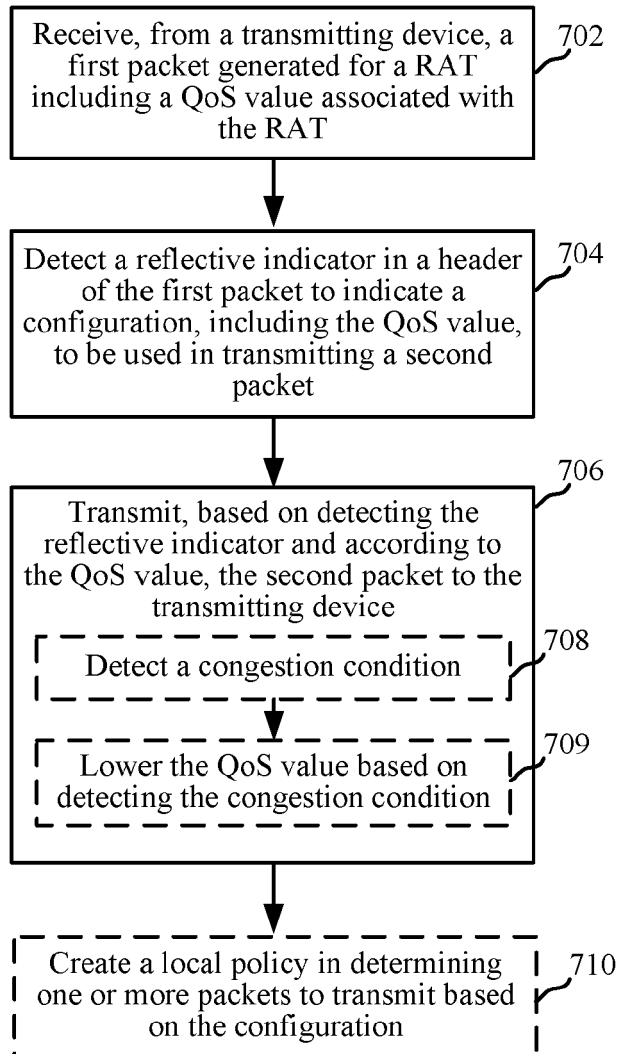 Receive, from a transmitting device, a
702
first packet generated for a RAT
including a QoS value associated with
the RAT
Detect a reflective indicator in a header
704
of the first packet to indicate a
configuration, including the QoS value,
to be used in transmitting a second
packet
706
Transmit, based on detecting the
reflective indicator and according to
the QoS value, the second packet to the
transmitting device
708
Detect a congestion condition
709
Lower the QoS value based on
detecting the congestion condition
Create a local policy in determining
710
one or more packets to transmit based
on the configuration